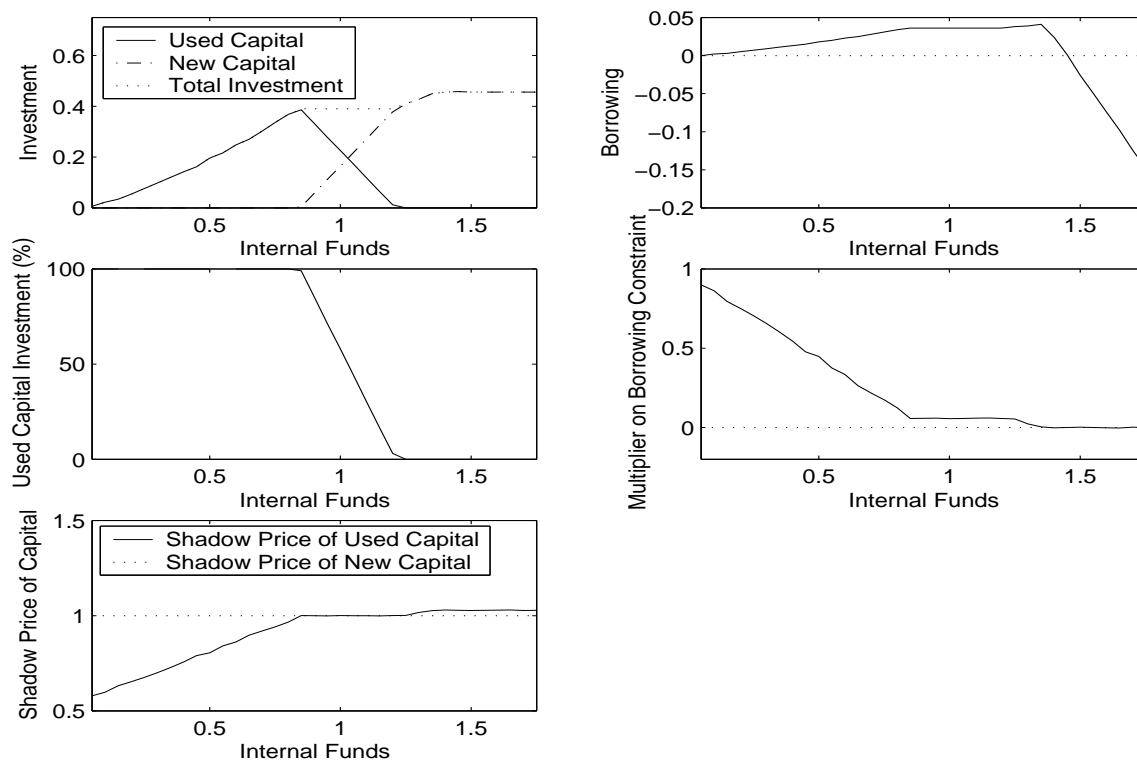 Investment
0.6
0.4
0.2
0
Used Capital
New Capital
Total Investment
0.5
1
1.5
Internal Funds
Borrowing
0.05
0
−0.05
−0.1
−0.15
−0.2
0.5
1
1.5
Internal Funds
Used Capital Investment (%)
100
50
0
0.5
1
1.5
Internal Funds
Multiplier on Borrowing Constraint
1
0.5
0
0.5
1
1.5
Internal Funds
Shadow Price of Capital
1.5
1
0.5
Shadow Price of Used Capital
Shadow Price of New Capital
0.5
1
1.5
Internal Funds